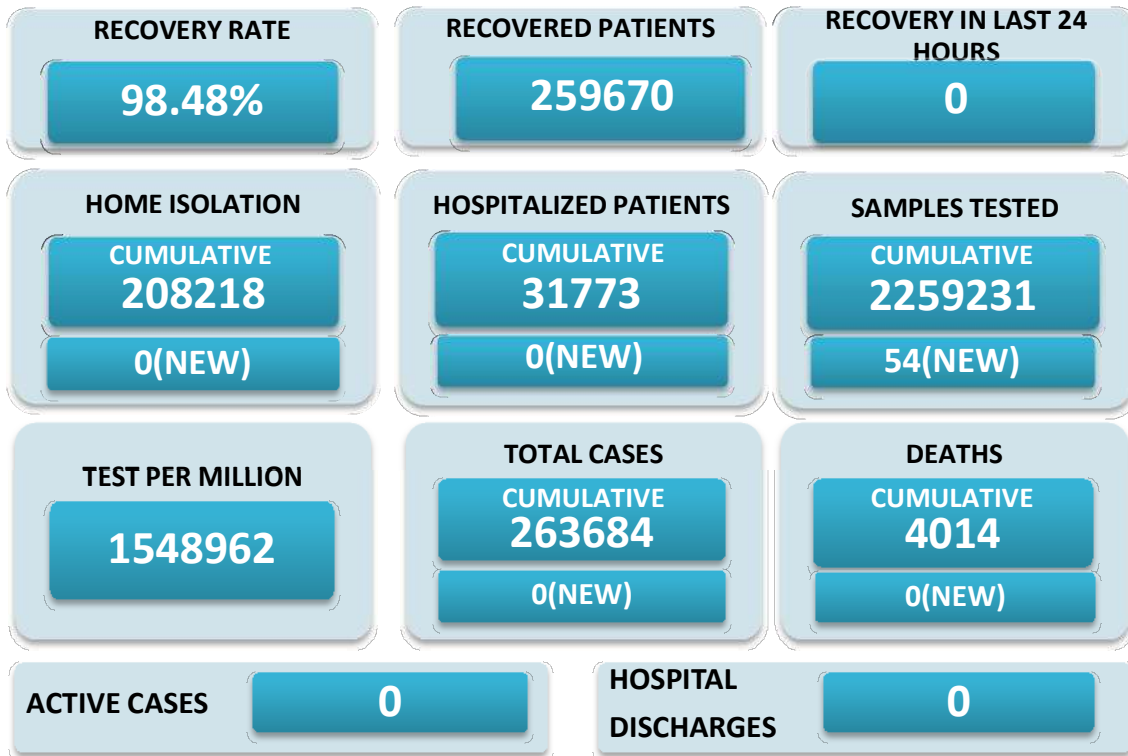 RECOVERY RATE
98.48%
RECOVERED PATIENTS
259670
RECOVERY IN LAST 24
HOURS
0
HOME ISOLATION
CUMULATIVE
208218
0(NEW)
HOSPITALIZED PATIENTS
CUMULATIVE
31773
0(NEW)
SAMPLES TESTED
CUMULATIVE
2259231
54(NEW)
TEST PER MILLION
1548962
TOTAL CASES
CUMULATIVE
263684
0(NEW)
DEATHS
CUMULATIVE
4014
0(NEW)
ACTIVE CASES
0
HOSPITAL
DISCHARGES
0